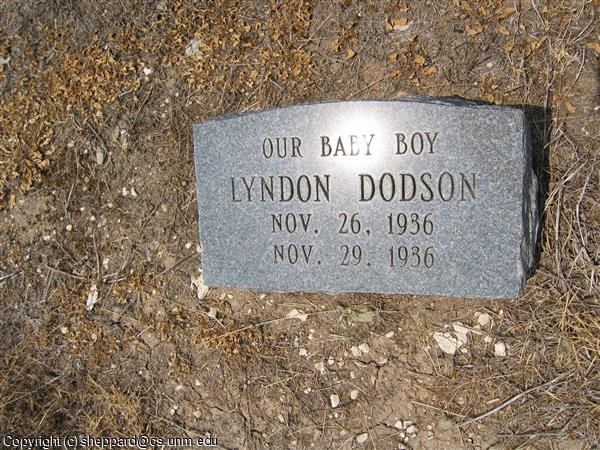 OUR BABY BOY
LYNDON DODSON
NOV. 26, 1936
NOV. 29. 1936
Copyright (c) sheppard@cs.unm.edu